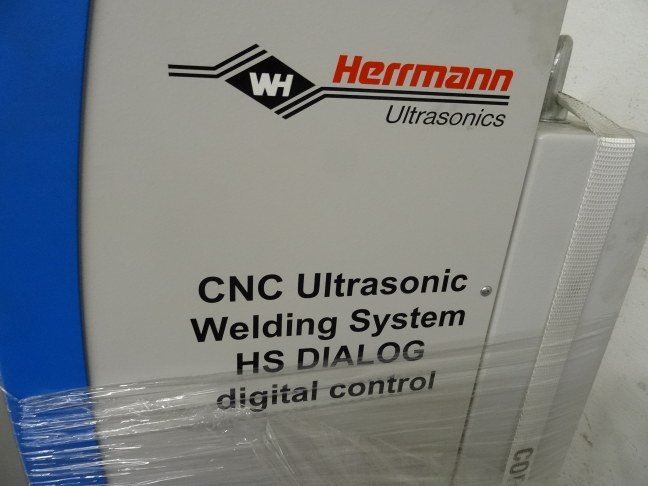 WH
Herrmann
Ultrasonics
CNC Ultrasonic
Welding System
HS DIALOG
digital control